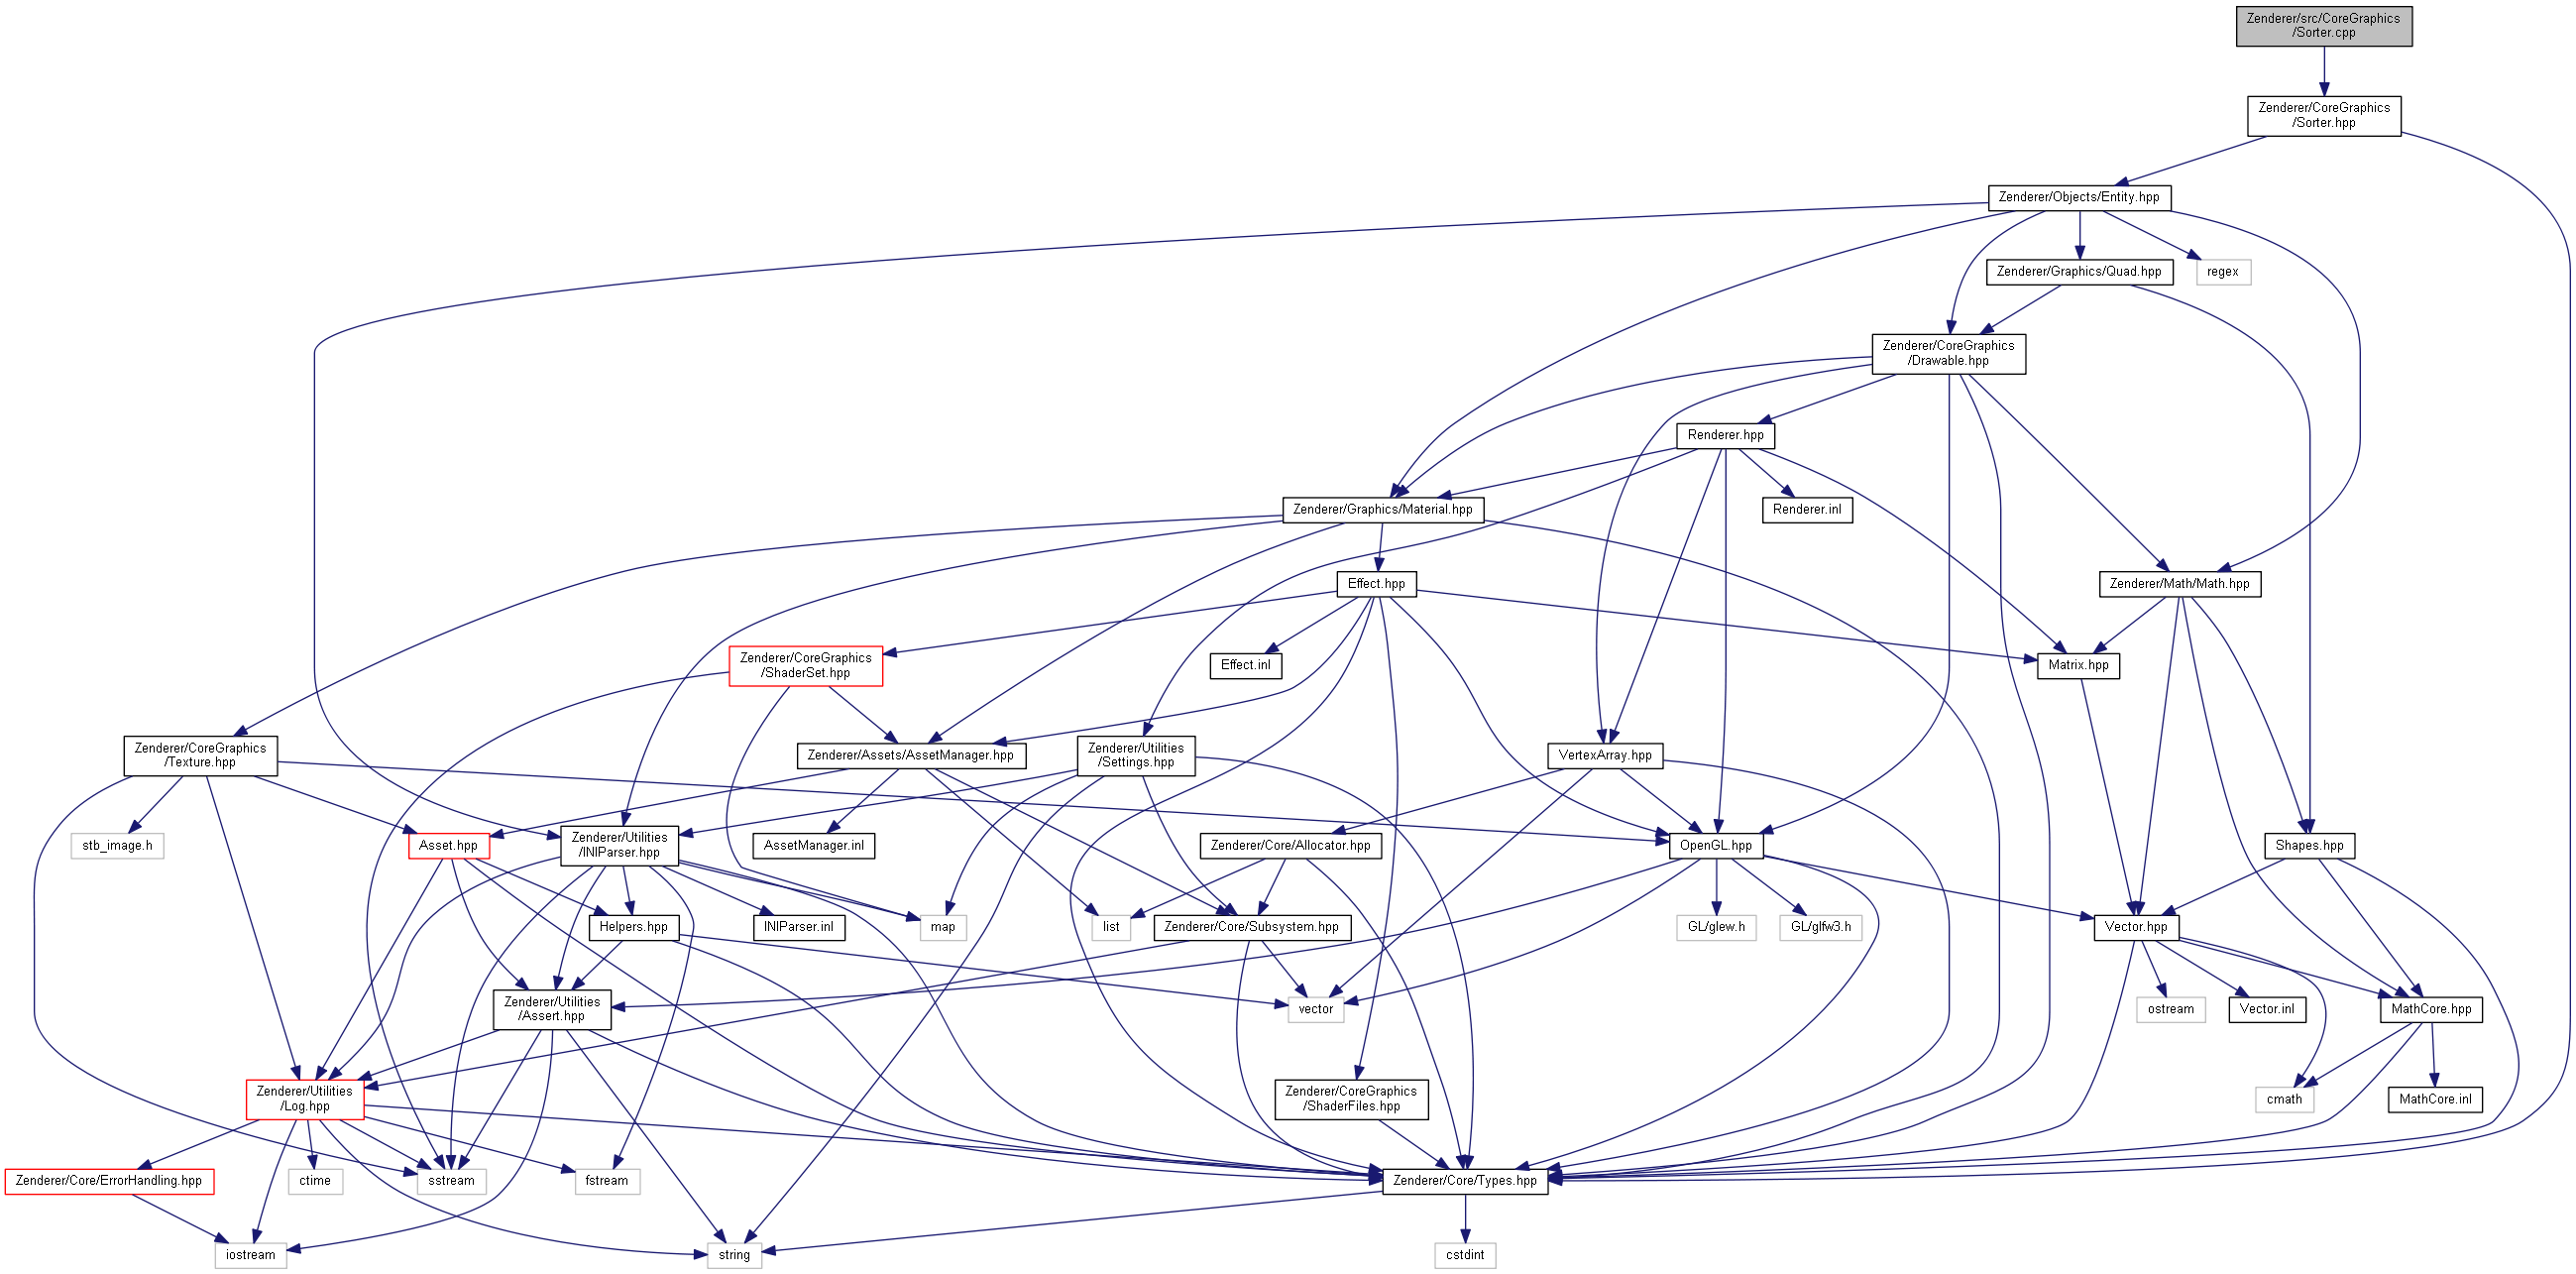 Zenderer/src/CoreGraphics
/Sorter.cpp
Zenderer/CoreGraphics
/Sorter.hpp
Zenderer/Objects/Entity.hpp
Zenderer/Graphics/Quad.hpp
regex
Zenderer/CoreGraphics
/Drawable.hpp
Renderer.hpp
Zenderer/Graphics/Material.hpp
Renderer.inl
Effect.hpp
Zenderer/Math/Math.hpp
Zenderer/CoreGraphics
/ShaderSet.hpp
Effect.inl
Matrix.hpp
Zenderer/CoreGraphics
/Texture.hpp
Zenderer/Assets/AssetManager.hpp
Zenderer/Utilities
/Settings.hpp
VertexArray.hpp
stb_image.h
Asset.hpp
Zenderer/Utilities
/INIParser.hpp
AssetManager.inl
Zenderer/Core/Allocator.hpp
OpenGL.hpp
Shapes.hpp
Helpers.hpp
INIParser.inl
map
list
Zenderer/Core/Subsystem.hpp
GL/glew.h
GL/glfw3.h
Vector.hpp
Zenderer/Utilities
/Assert.hpp
vector
ostream
Vector.inl
MathCore.hpp
Zenderer/Utilities
/Log.hpp
Zenderer/CoreGraphics
/ShaderFiles.hpp
cmath
MathCore.inl
Zenderer/Core/ErrorHandling.hpp
ctime
sstream
fstream
Zenderer/Core/Types.hpp
iostream
string
cstdint